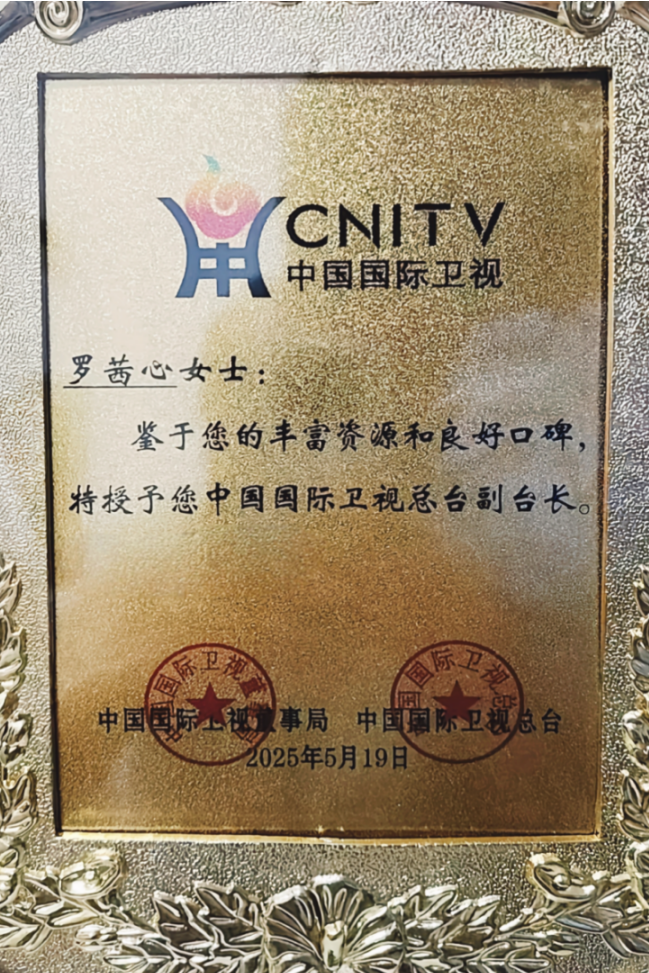 CNITV
中国国际卫视
罗茜心女士：
鉴于您的丰富资源和良好口碑，
特授予您中国国际卫视总台副台长。
中国国际卫视董事局 中国国际卫视总台
2025年5月19日